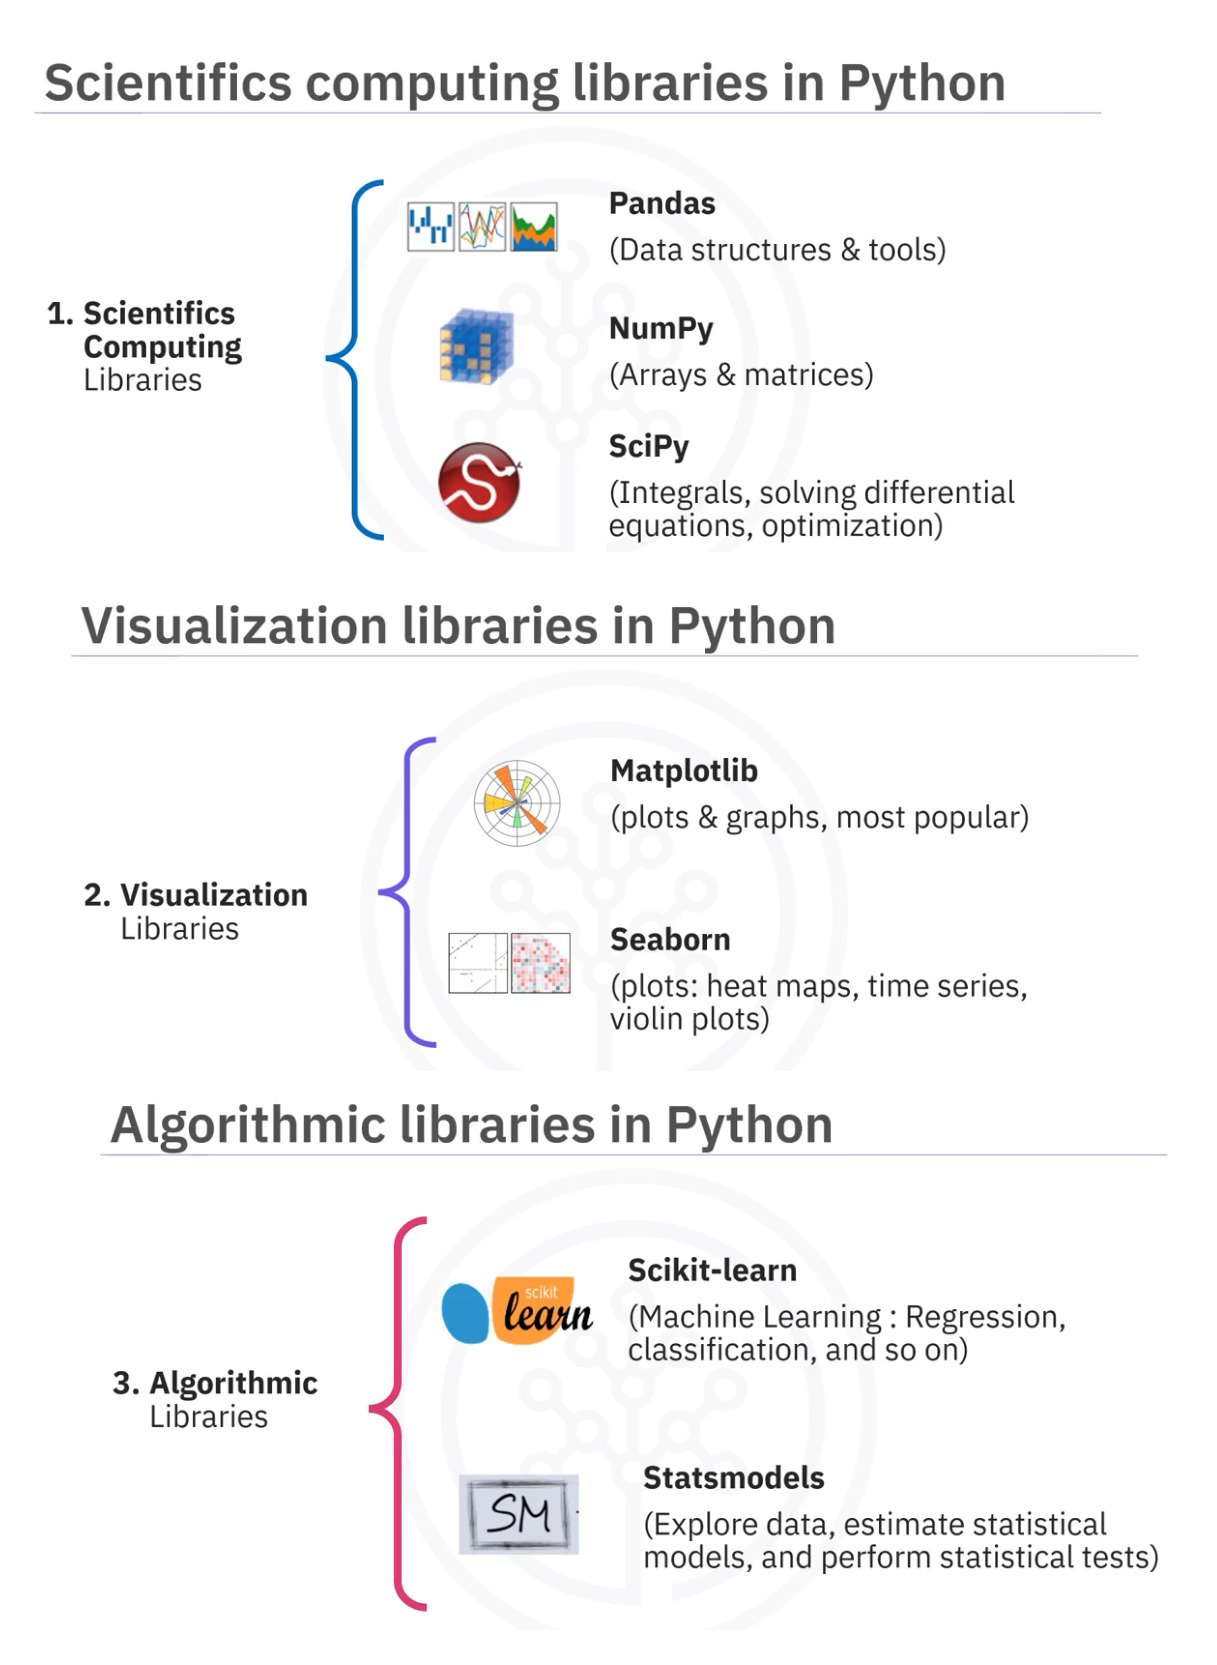 Scientifics computing libraries in Python
1. Scientifics
Computing
Libraries
Pandas
(Data structures & tools)
NumPy
(Arrays & matrices)
SciPy
(Integrals, solving differential
equations, optimization)
Visualization libraries in Python
2. Visualization
Libraries
Matplotlib
(plots & graphs, most popular)
Seaborn
(plots: heat maps, time series,
violin plots)
Algorithmic libraries in Python
3. Algorithmic
Libraries
scikit
learn
Scikit-learn
(Machine Learning : Regression,
classification, and so on)
SM
Statsmodels
(Explore data, estimate statistical
models, and perform statistical tests)